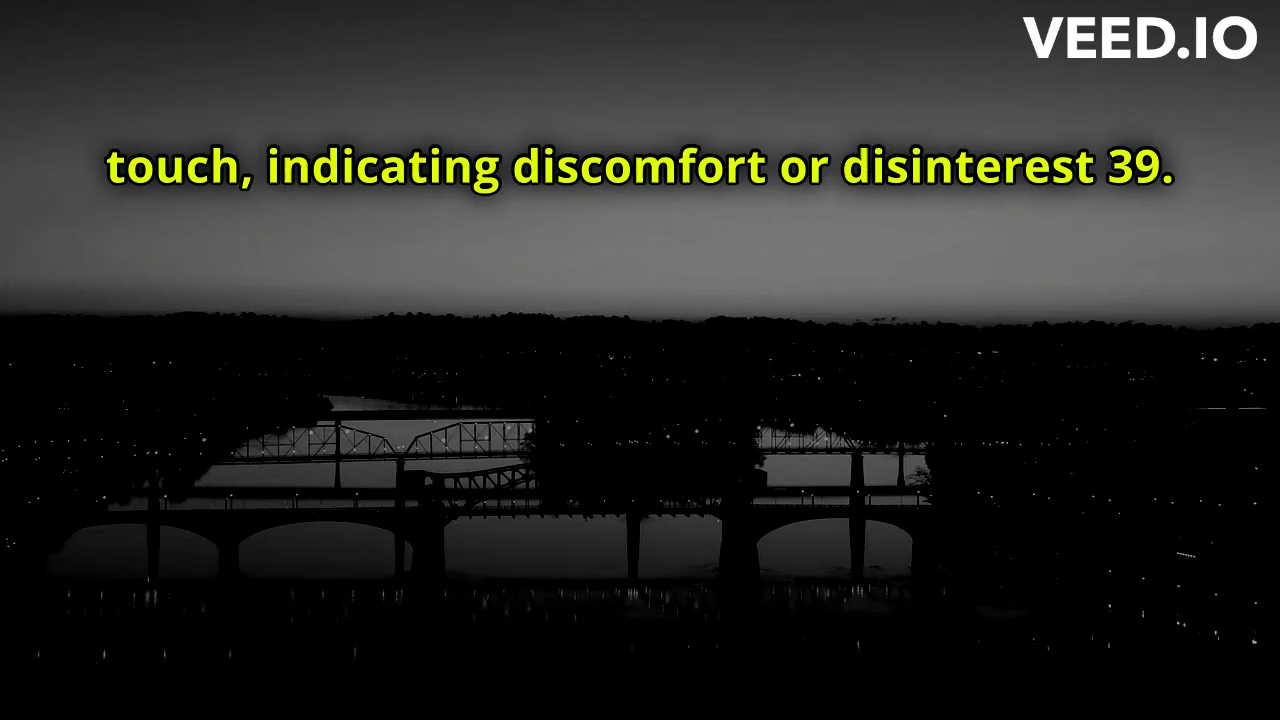 VEED.IO
touch, indicating discomfort or disinterest 39.